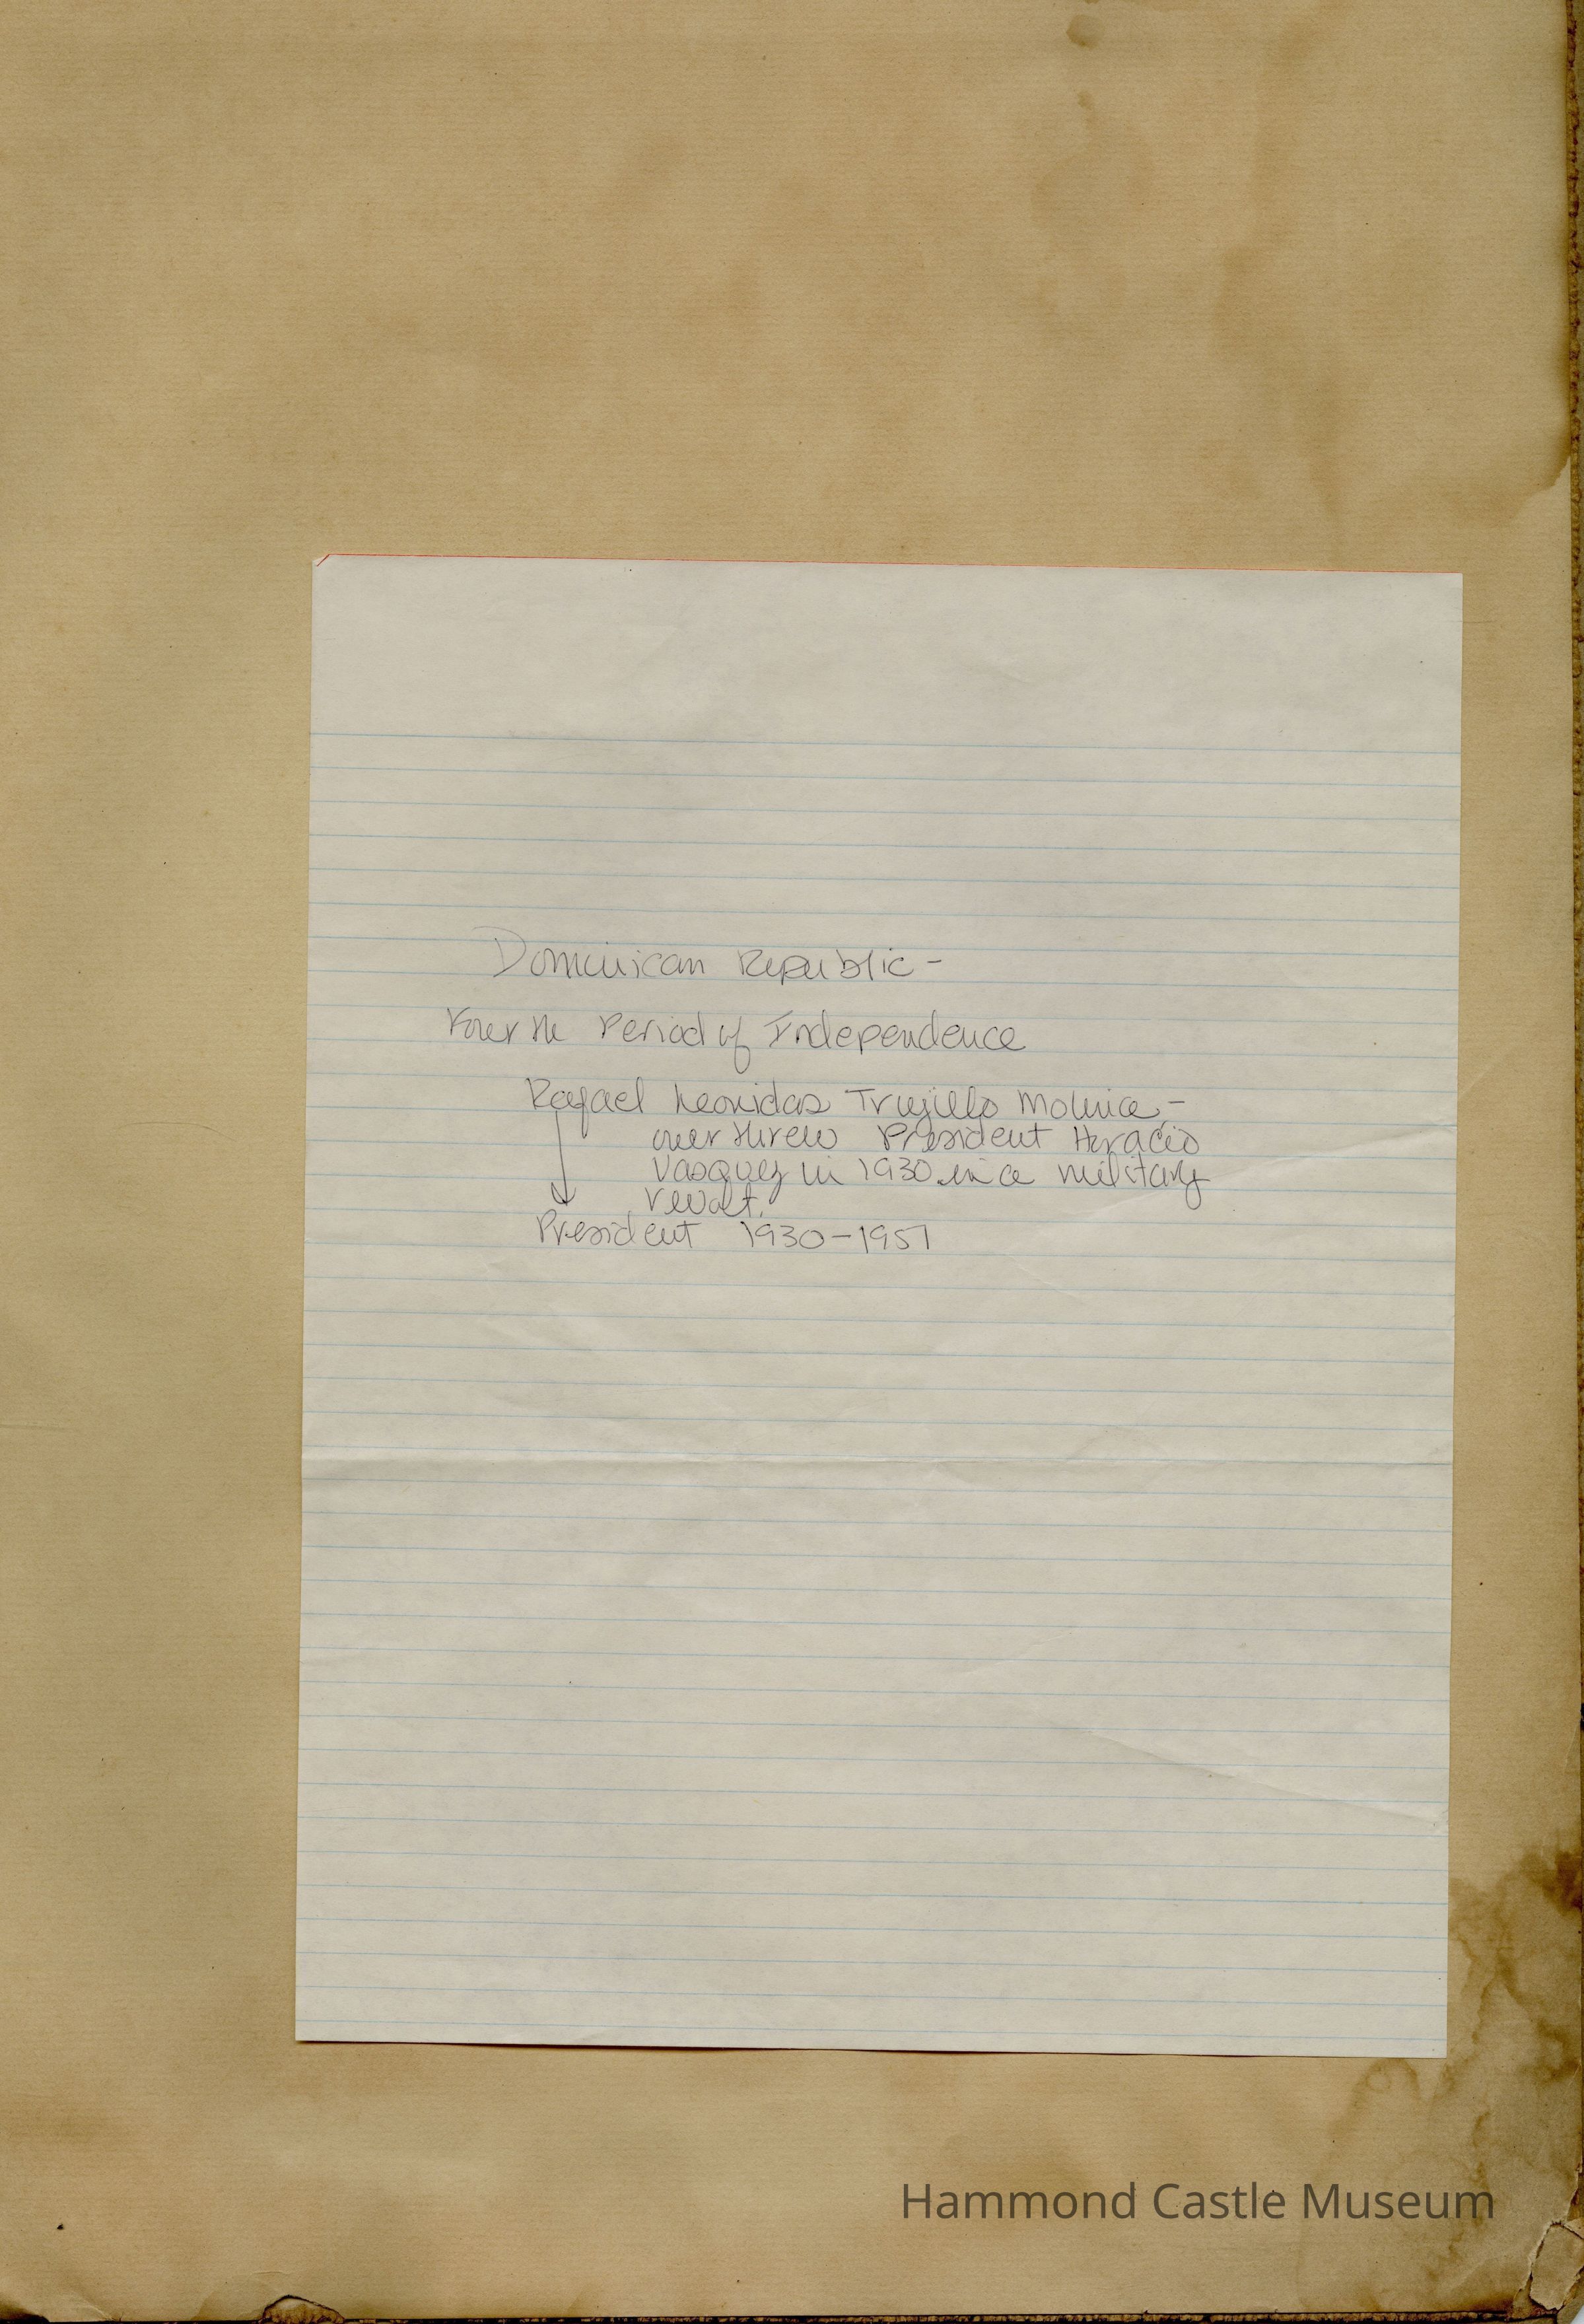 Dominican Republic -
Period of Independence
Rafael Leonidas Trujillo Molina -
overthrew President Horacio
Vasquez in 1930 in a military
revolt.
President 1930-1951
Hammond Castle Museum